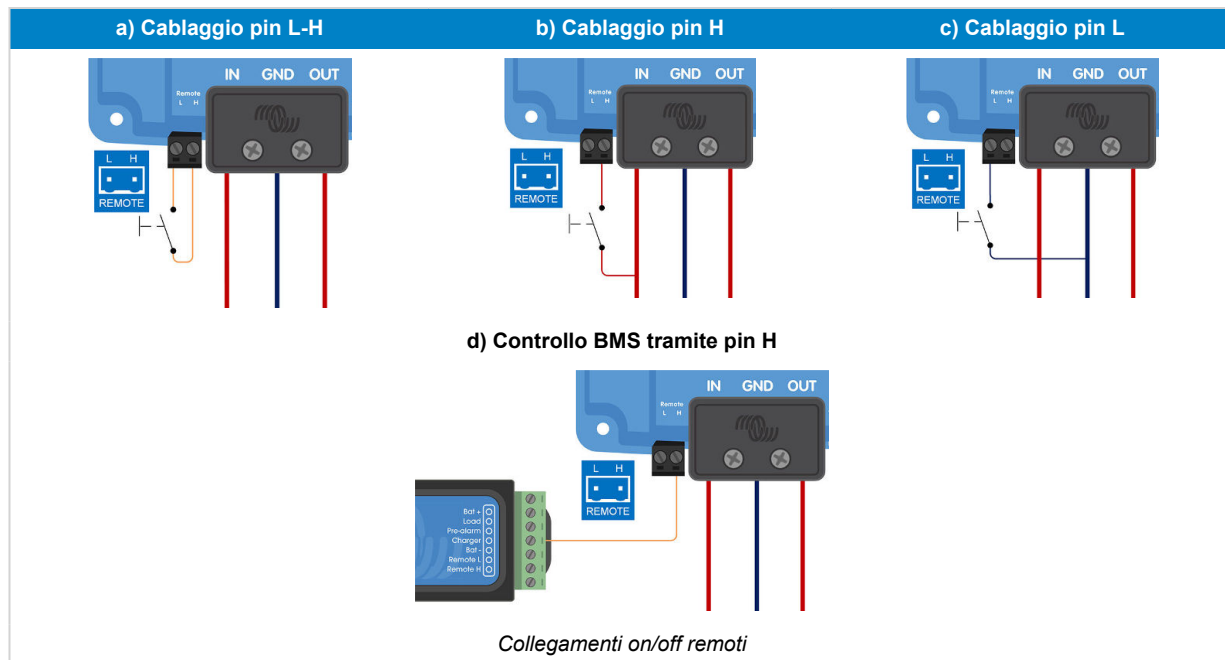 a) Cablaggio pin L-H
b) Cablaggio pin H
c) Cablaggio pin L
IN GND OUT
Remote
L H
L H
REMOTE
IN GND OUT
Remote
L H
L H
REMOTE
IN GND OUT
Remote
L H
L H
REMOTE
d) Controllo BMS tramite pin H
IN GND OUT
Remote
L H
L H
REMOTE
Bat +
Load
Pre-alarm
Charger
Bat -
Remote L
Remote H
Collegamenti on/off remoti